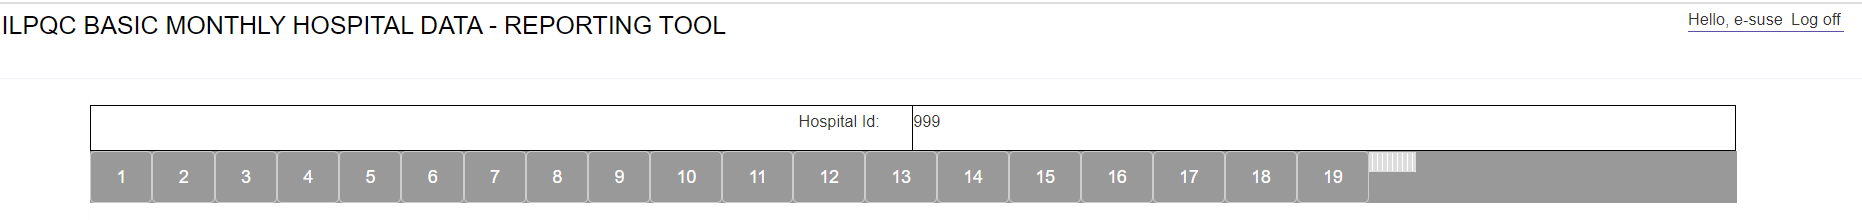 ILPQC BASIC MONTHLY HOSPITAL DATA - REPORTING TOOL
Hello, e-suse Log off
Hospital Id: 999
1 2 3 4 5 6 7 8 9 10 11 12 13 14 15 16 17 18 19